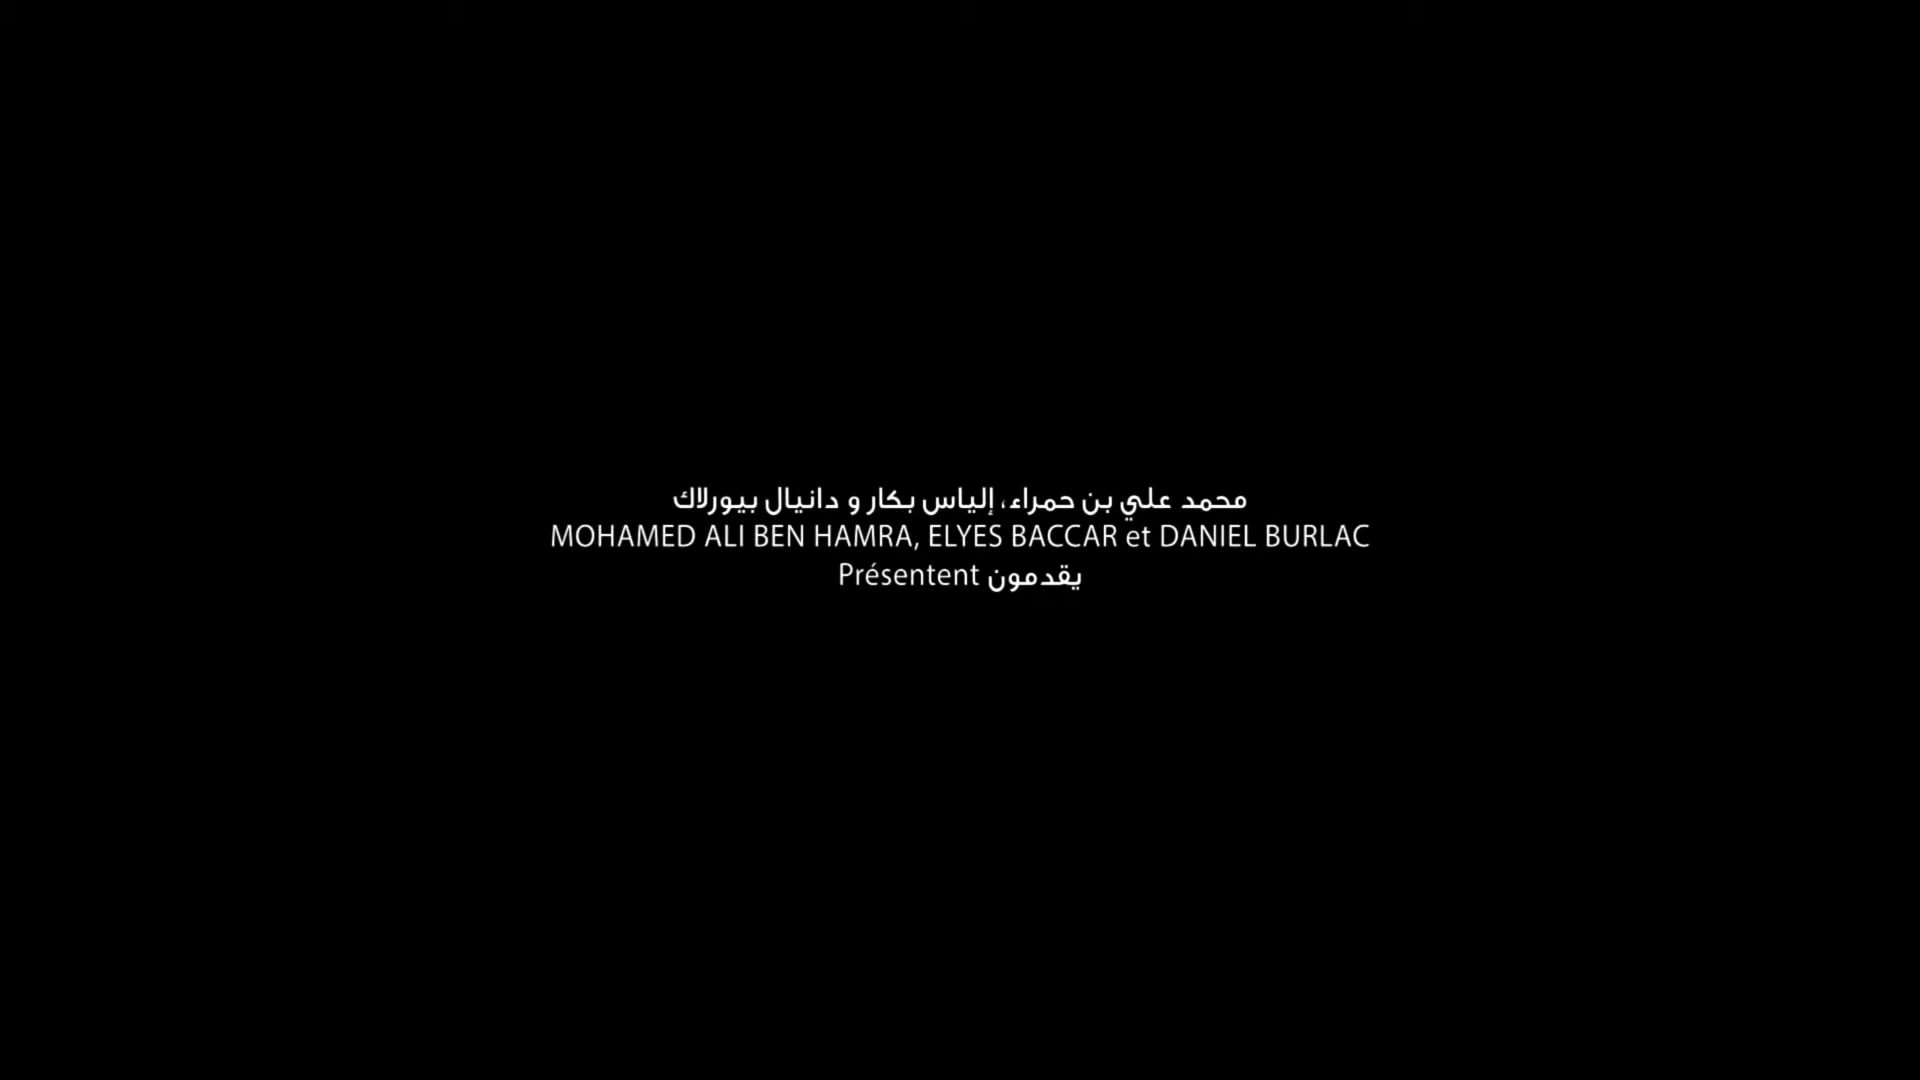 محمد علي بن حمراء، إلياس بكار و دانيال بيورلاك
MOHAMED ALI BEN HAMRA, ELYES BACCAR et DANIEL BURLAC
Présentent يقدمون